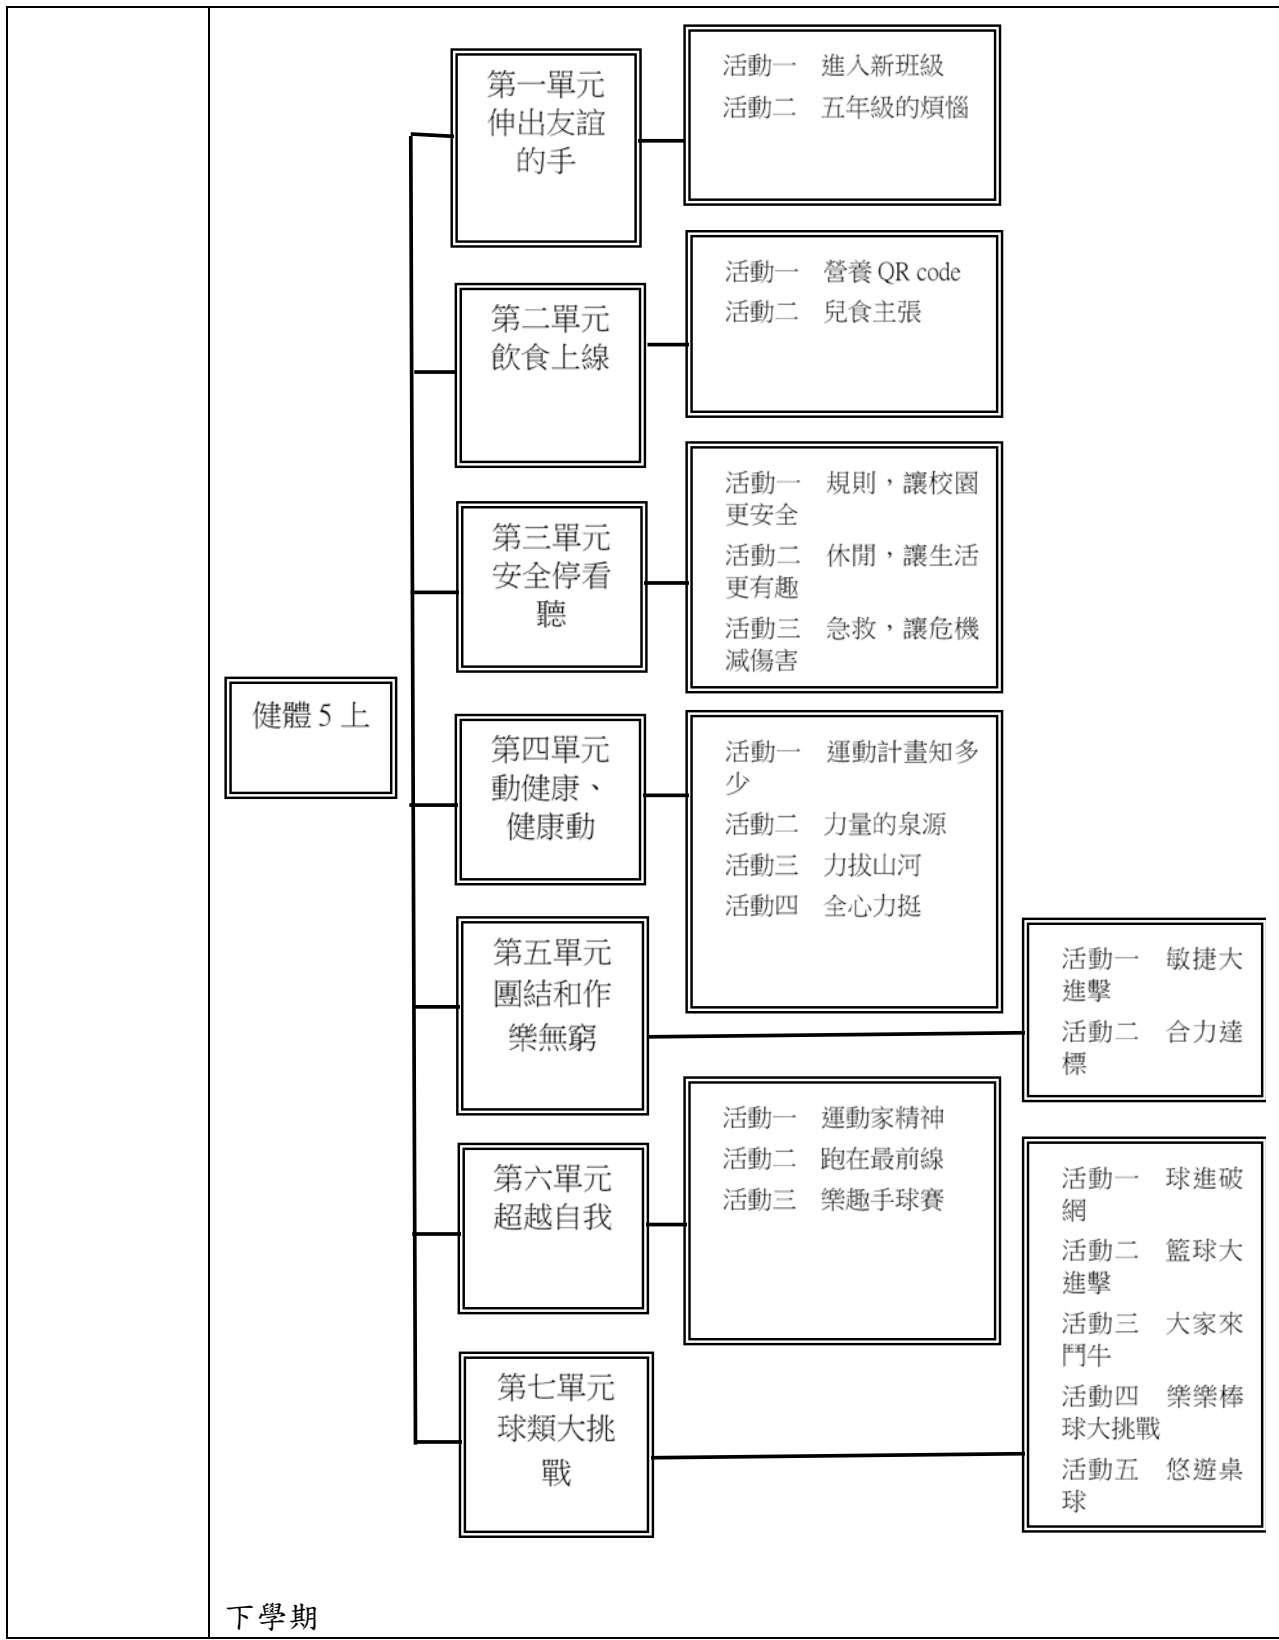 健體 5 上
第一單元
伸出友誼
的手
活動一　進入新班級
活動二　五年級的煩惱
第二單元
飲食上線
活動一　營養 QR code
活動二　兒食主張
第三單元
安全停看
聽
活動一　規則，讓校園
更安全
活動二　休閒，讓生活
更有趣
活動三　急救，讓危機
減傷害
第四單元
動健康、
健康動
活動一　運動計畫知多
少
活動二　力量的泉源
活動三　力拔山河
活動四　全心力挺
第五單元
團結和作
樂無窮
活動一　敏捷大
進擊
活動二　合力達
標
第六單元
超越自我
活動一　運動家精神
活動二　跑在最前線
活動三　樂趣手球賽
第七單元
球類大挑
戰
活動一　球進破
網
活動二　籃球大
進擊
活動三　大家來
鬥牛
活動四　樂樂棒
球大挑戰
活動五　悠遊桌
球
下學期